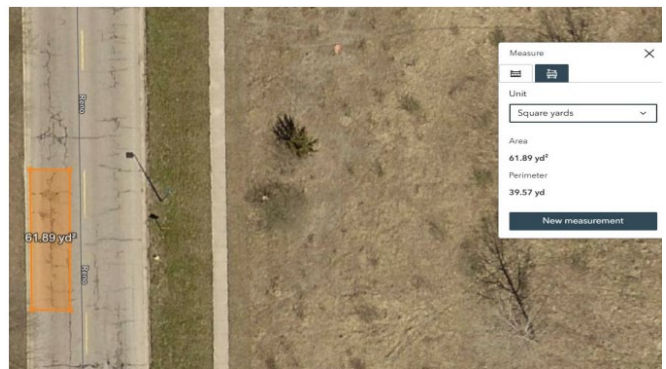 Reno
61.89 yd²
Reno
Measure
Unit
Square yards
Area
61.89 yd²
Perimeter
39.57 yd
New measurement